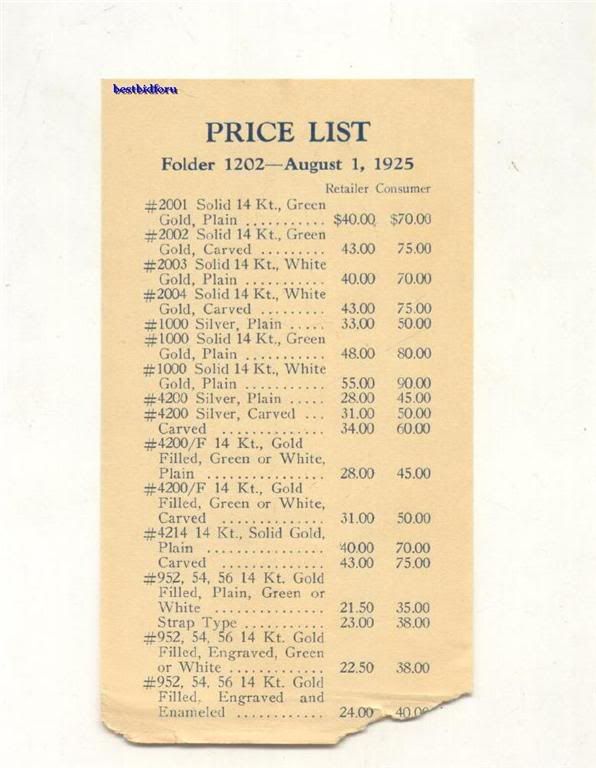 bestbidforu
PRICE LIST
Folder 1202—August 1, 1925
Retailer Consumer
#2001 Solid 14 Kt., Green
Gold, Plain ........... $40.00 $70.00
#2002 Solid 14 Kt., Green
Gold, Carved ......... 43.00 75.00
#2003 Solid 14 Kt., White
Gold, Plain ........... 40.00 70.00
#2004 Solid 14 Kt., White
Gold, Carved ......... 43.00 75.00
#1000 Silver, Plain ..... 33.00 50.00
#1000 Solid 14 Kt., Green
Gold, Plain ........... 48.00 80.00
#1000 Solid 14 Kt., White
Gold, Plain ........... 55.00 90.00
#4200 Silver, Plain ..... 28.00 45.00
#4200 Silver, Carved ... 31.00 50.00
Carved .............. 34.00 60.00
#4200/F 14 Kt., Gold
Filled, Green or White,
Plain ................ 28.00 45.00
#4200/F 14 Kt., Gold
Filled, Green or White,
Carved .............. 31.00 50.00
#4214 14 Kt., Solid Gold,
Plain ................ 40.00 70.00
Carved .............. 43.00 75.00
#952, 54, 56 14 Kt. Gold
Filled, Plain, Green or
White ............... 21.50 35.00
Strap Type ........... 23.00 38.00
#952, 54, 56 14 Kt. Gold
Filled, Engraved, Green
or White ............. 22.50 38.00
#952, 54, 56 14 Kt. Gold
Filled, Engraved and
Enameled ............ 24.00 40.00